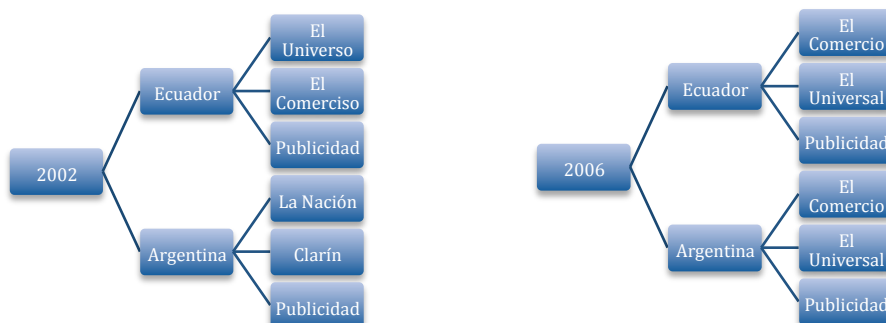 El
Universo
Ecuador
El
Comerciso
Publicidad
2002
La Nación
Argentina
Clarín
Publicidad
El
Comercio
Ecuador
El
Universal
Publicidad
2006
El
Comercio
Argentina
El
Universal
Publicidad